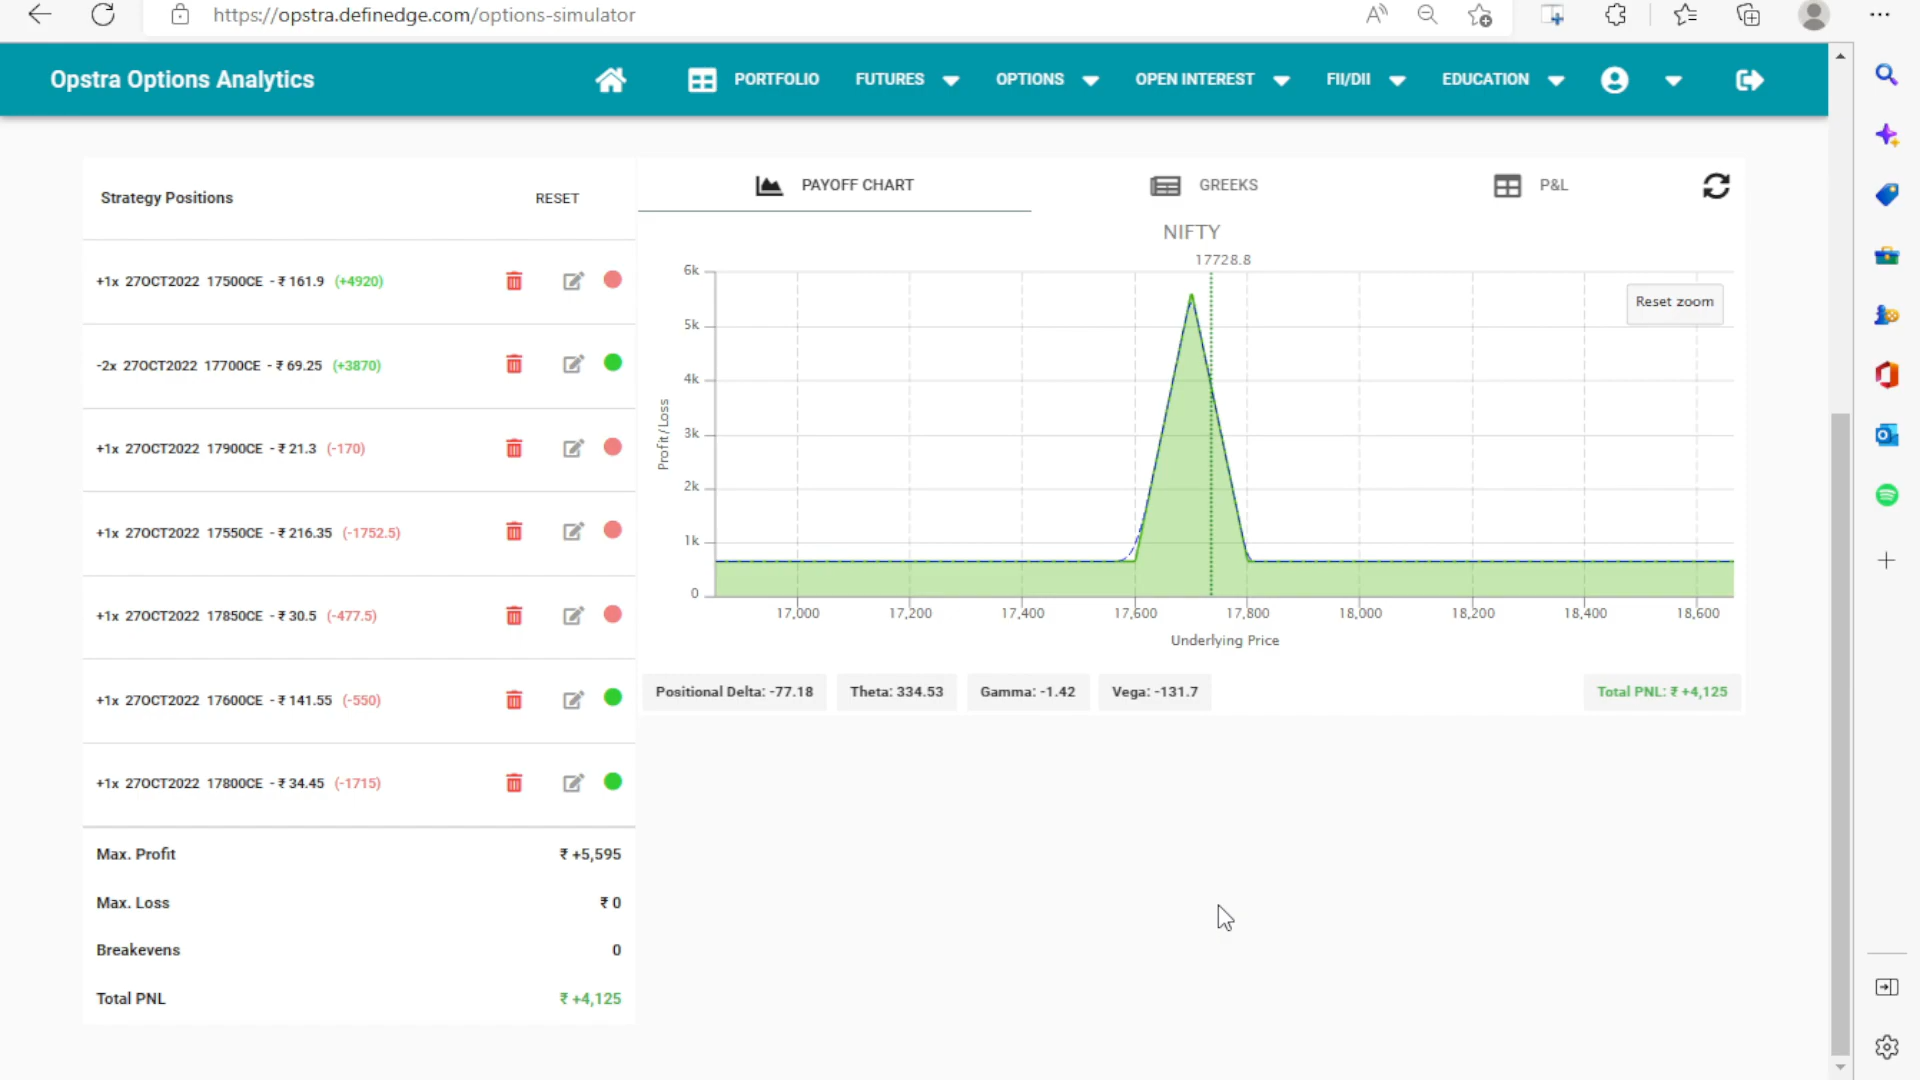 https://opstra.definedge.com/options-simulator
Opstra Options Analytics
PORTFOLIO
FUTURES
OPTIONS
OPEN INTEREST
FII/DII
EDUCATION
Strategy Positions
RESET
+1x 27OCT2022 17500CE - ₹ 161.9 (+4920)
-2x 27OCT2022 17700CE - ₹ 69.25 (+3870)
+1x 27OCT2022 17900CE - ₹ 21.3 (-170)
+1x 27OCT2022 17550CE - ₹ 216.35 (-1752.5)
+1x 27OCT2022 17850CE - ₹ 30.5 (-477.5)
+1x 27OCT2022 17600CE - ₹ 141.55 (-550)
+1x 27OCT2022 17800CE - ₹ 34.45 (-1715)
Max. Profit ₹ +5,595
Max. Loss ₹ 0
Breakevens 0
Total PNL ₹ +4,125
PAYOFF CHART
GREEKS
P&L
NIFTY
17728.8
Reset zoom
6k
5k
4k
3k
2k
1k
0
Profit/Loss
17,000 17,200 17,400 17,600 17,800 18,000 18,200 18,400 18,600
Underlying Price
Positional Delta: -77.18
Theta: 334.53
Gamma: -1.42
Vega: -131.7
Total PNL: ₹ +4,125